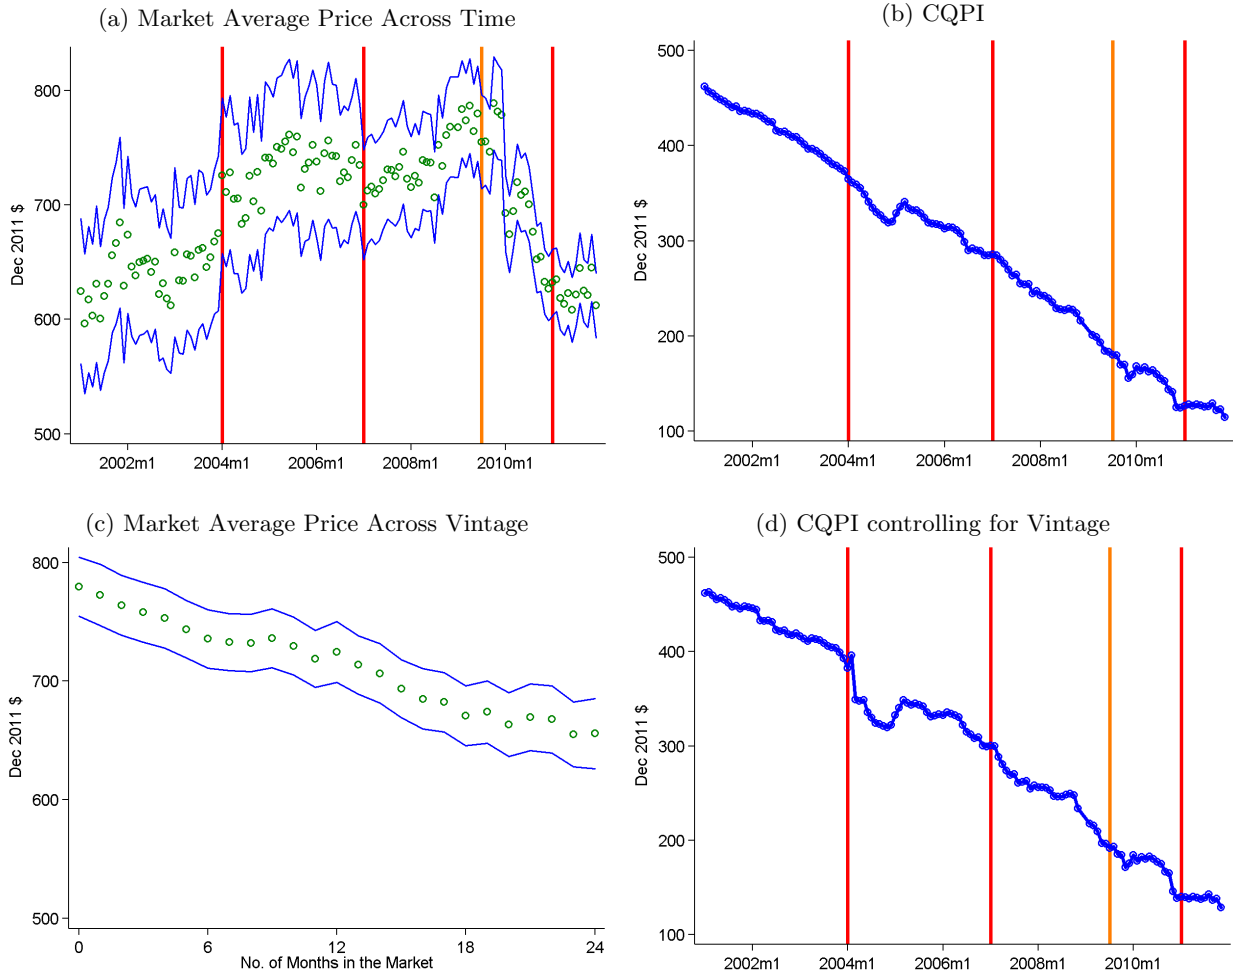 (a) Market Average Price Across Time
800
700
600
500
Dec 2011 $
2002m1 2004m1 2006m1 2008m1 2010m1
(b) CQPI
500
400
300
200
100
Dec 2011 $
2002m1 2004m1 2006m1 2008m1 2010m1
(c) Market Average Price Across Vintage
800
700
600
500
Dec 2011 $
0 6 12 18 24
No. of Months in the Market
(d) CQPI controlling for Vintage
500
400
300
200
100
Dec 2011 $
2002m1 2004m1 2006m1 2008m1 2010m1